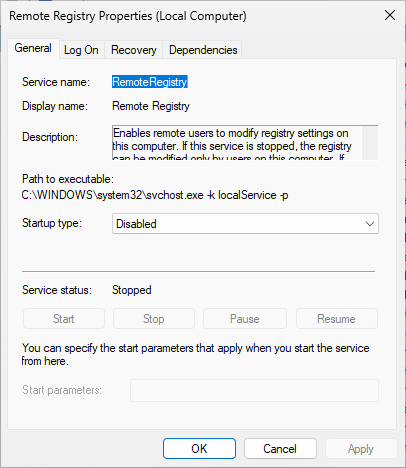 Remote Registry Properties (Local Computer)
General Log On Recovery Dependencies
Service name: RemoteRegistry
Display name: Remote Registry
Description: Enables remote users to modify registry settings on
this computer. If this service is stopped, the registry
can be modified only by users on this computer. If
Path to executable:
C:\WINDOWS\system32\svchost.exe -k localService -p
Startup type: Disabled
Service status: Stopped
Start Stop Pause Resume
You can specify the start parameters that apply when you start the service
from here.
Start parameters:
OK Cancel Apply